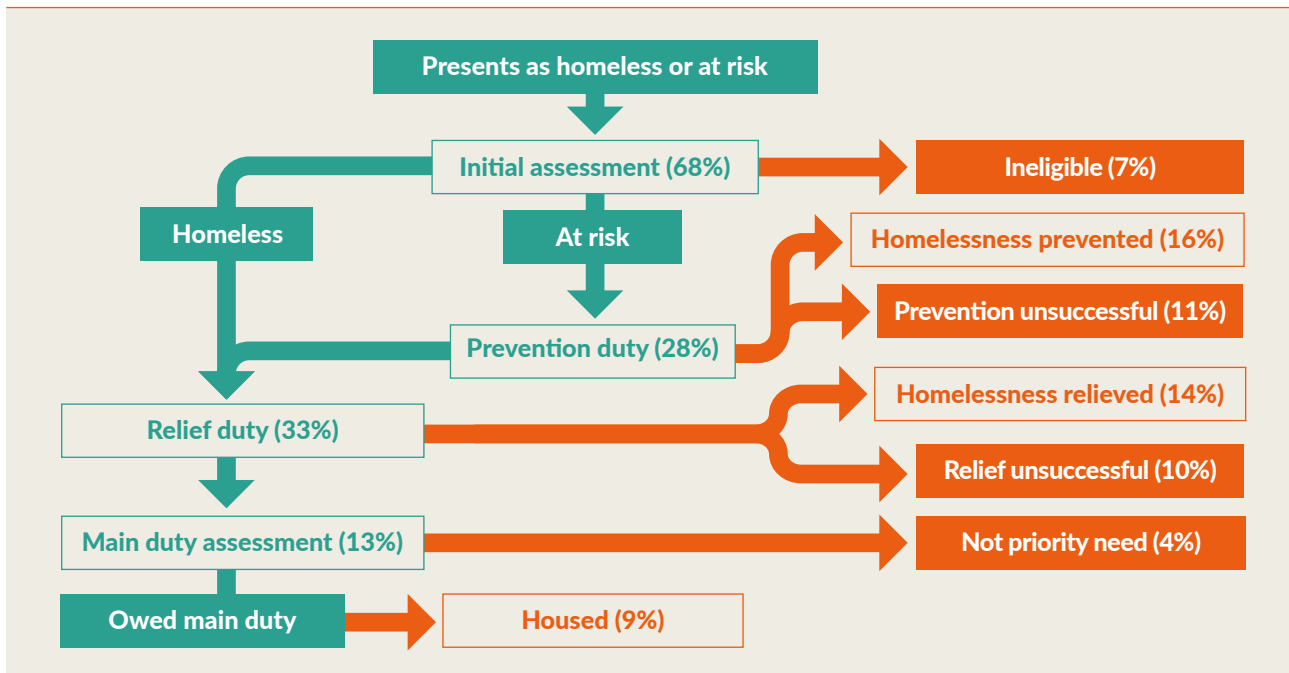 Presents as homeless or at risk
Initial assessment (68%)
Ineligible (7%)
Homeless
At risk
Homelessness prevented (16%)
Prevention unsuccessful (11%)
Prevention duty (28%)
Homelessness relieved (14%)
Relief duty (33%)
Relief unsuccessful (10%)
Main duty assessment (13%)
Not priority need (4%)
Owed main duty
Housed (9%)